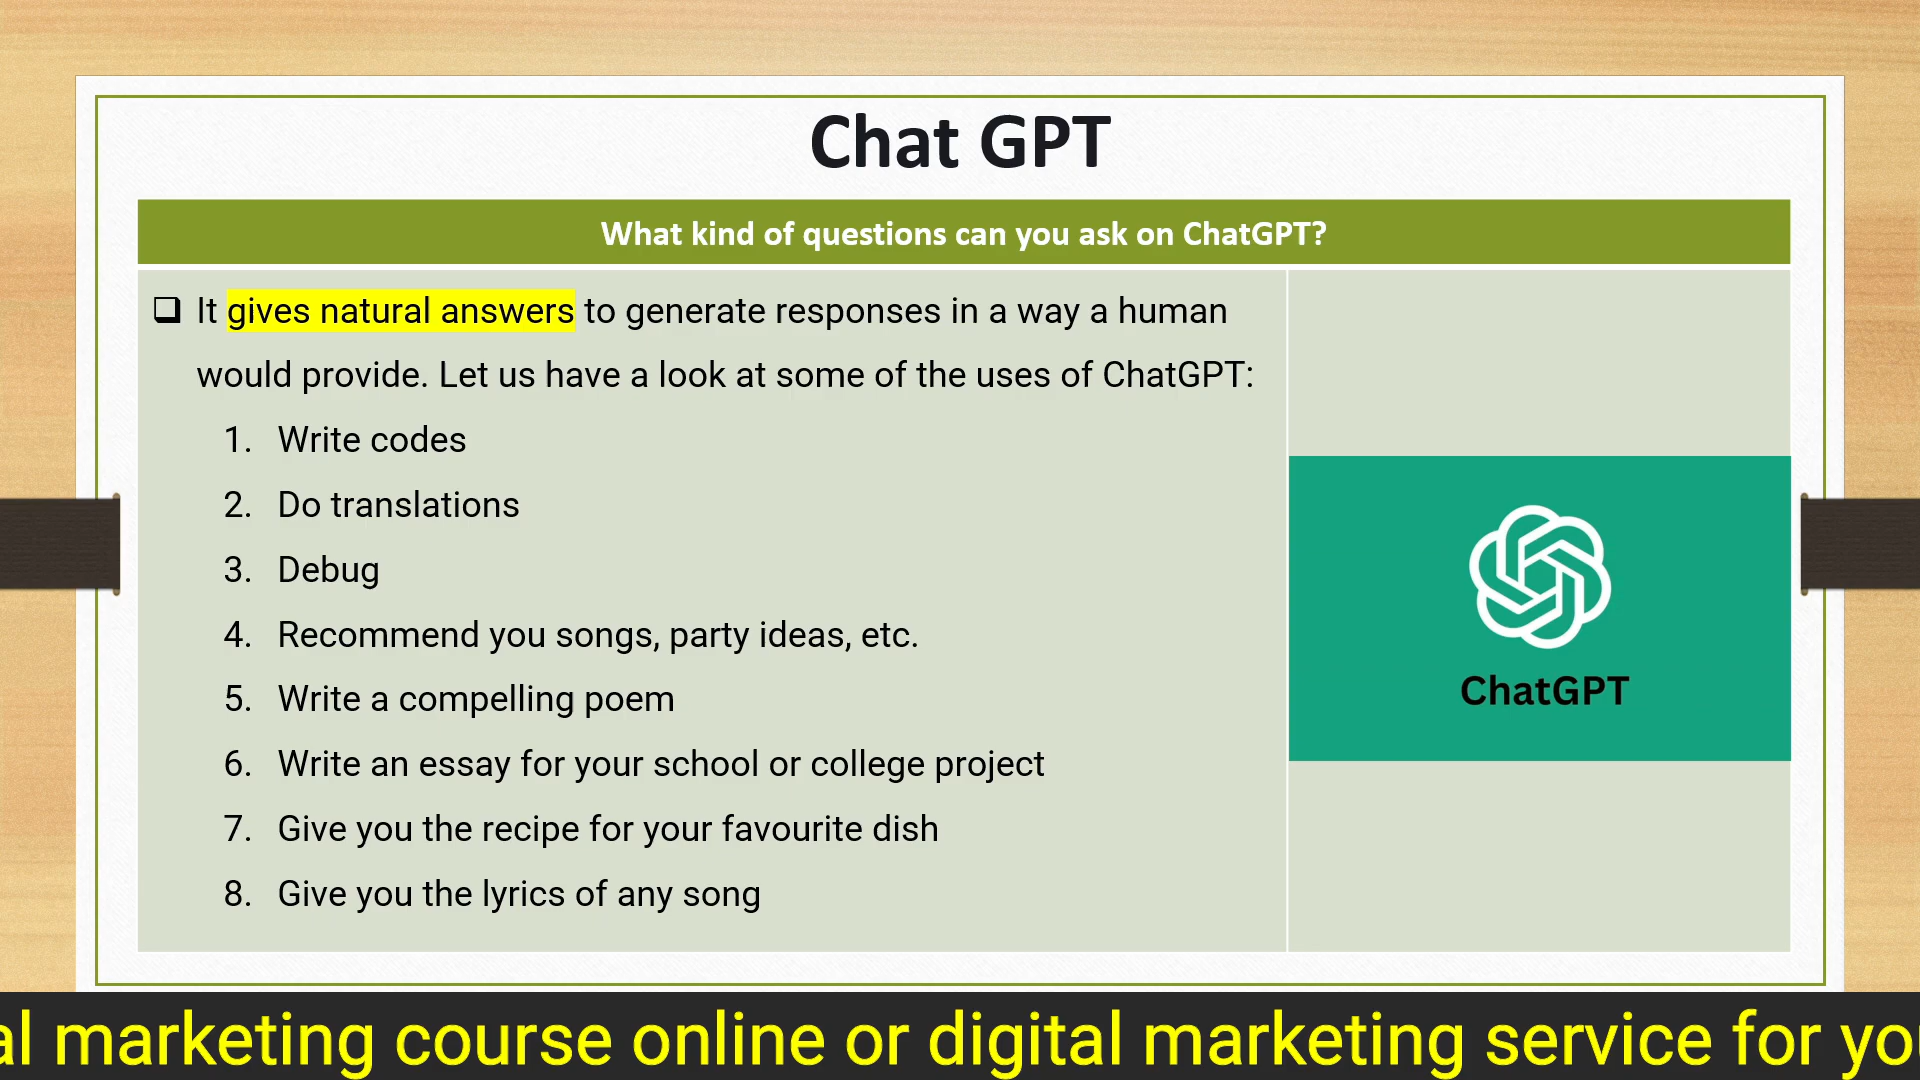 Chat GPT
What kind of questions can you ask on ChatGPT?
It gives natural answers to generate responses in a way a human
would provide. Let us have a look at some of the uses of ChatGPT:
1. Write codes
2. Do translations
3. Debug
4. Recommend you songs, party ideas, etc.
5. Write a compelling poem
6. Write an essay for your school or college project
7. Give you the recipe for your favourite dish
8. Give you the lyrics of any song
ChatGPT
marketing course online or digital marketing service for